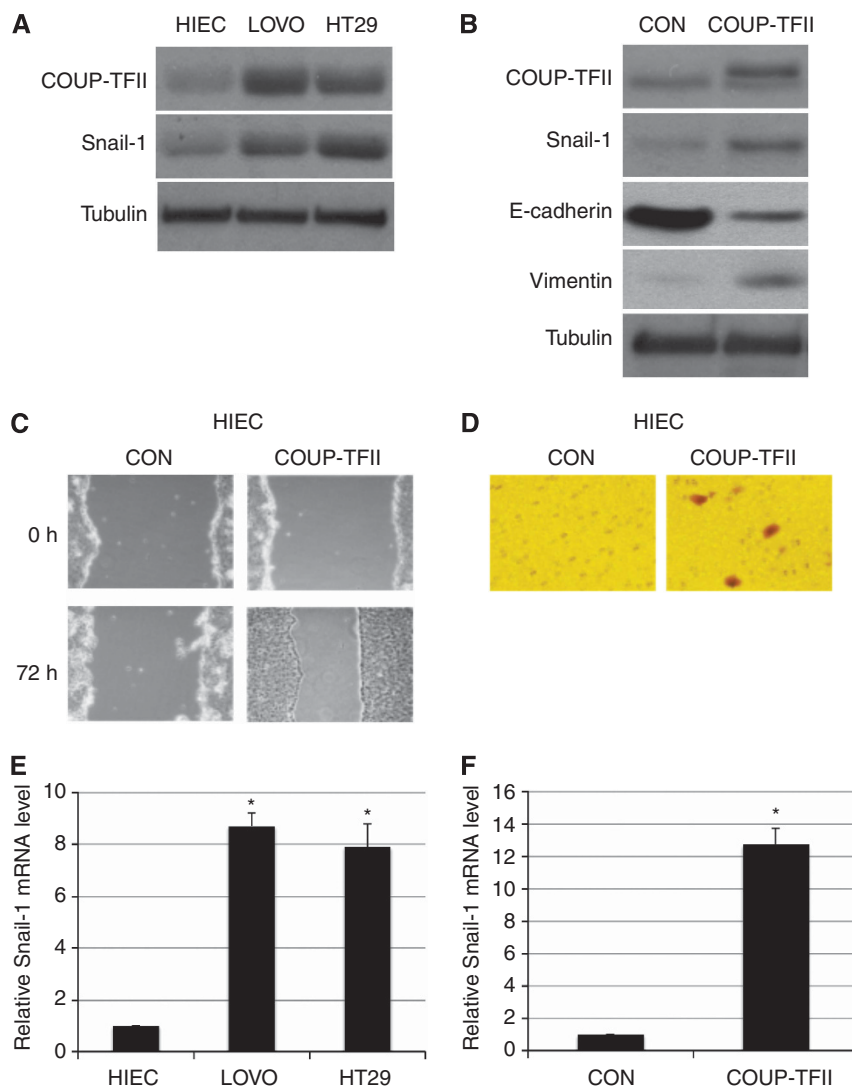 A
HIEC LOVO HT29
COUP-TFII
Snail-1
Tubulin
B
CON COUP-TFII
COUP-TFII
Snail-1
E-cadherin
Vimentin
Tubulin
C
HIEC
CON COUP-TFII
0 h
72 h
D
HIEC
CON COUP-TFII
E
Relative Snail-1 mRNA level
10
8
6
4
2
0
*
*
HIEC LOVO HT29
F
Relative Snail-1 mRNA level
16
14
12
10
8
6
4
2
0
*
CON COUP-TFII